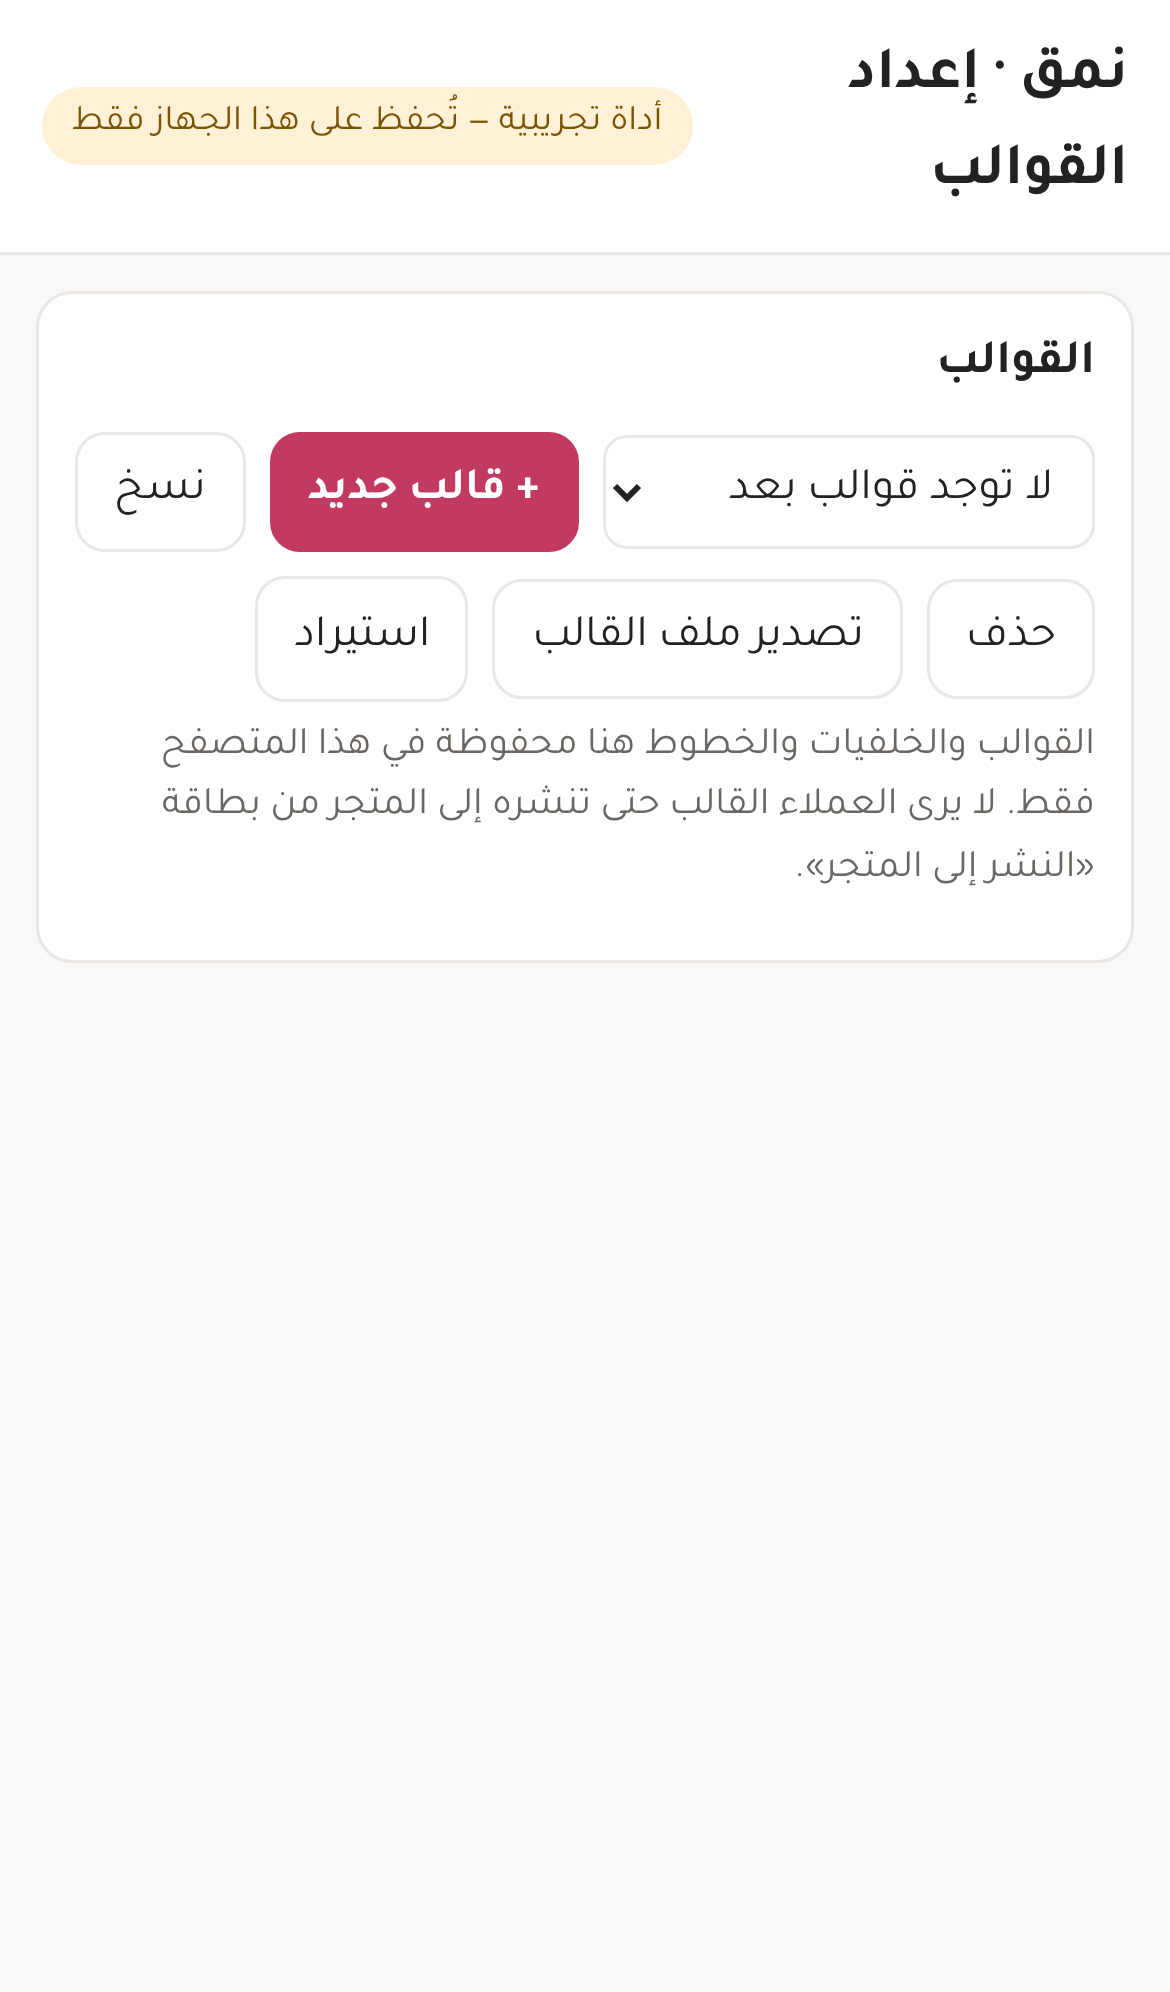 نمق · إعداد
القوالب
أداة تجريبية – تُحفظ على هذا الجهاز فقط
القوالب
لا توجد قوالب بعد
+ قالب جديد
نسخ
حذف
تصدير ملف القالب
استيراد
القوالب والخلفيات والخطوط هنا محفوظة في هذا المتصفح
فقط. لا يرى العملاء القالب حتى تنشره إلى المتجر من بطاقة
«النشر إلى المتجر».